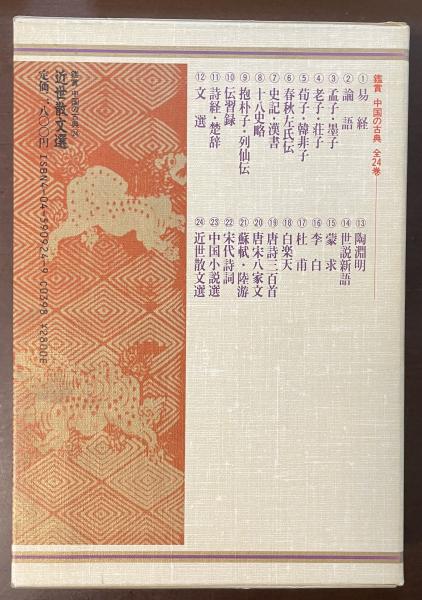 鑑賞 中国の古典 全24巻
①易経
②論語
③孟子・墨子
④老子・荘子
⑤荀子・韓非子
⑥春秋左氏伝
⑦史記・漢書
⑧十八史略
⑨抱朴子・列仙伝
⑩伝習録
⑪詩経・楚辞
⑫文選
⑬陶淵明
⑭世説新語
⑮蒙求
⑯李白
⑰杜甫
⑱白楽天
⑲唐詩三百首
⑳唐宋八家文
㉑蘇軾・陸游
㉒宋代詩詞
㉓中国小説選
㉔近世散文選
鑑賞 中国の古典㉔
近世散文選
定価 二八〇〇円
ISBN4-04-590924-9 C0398 ¥2800E